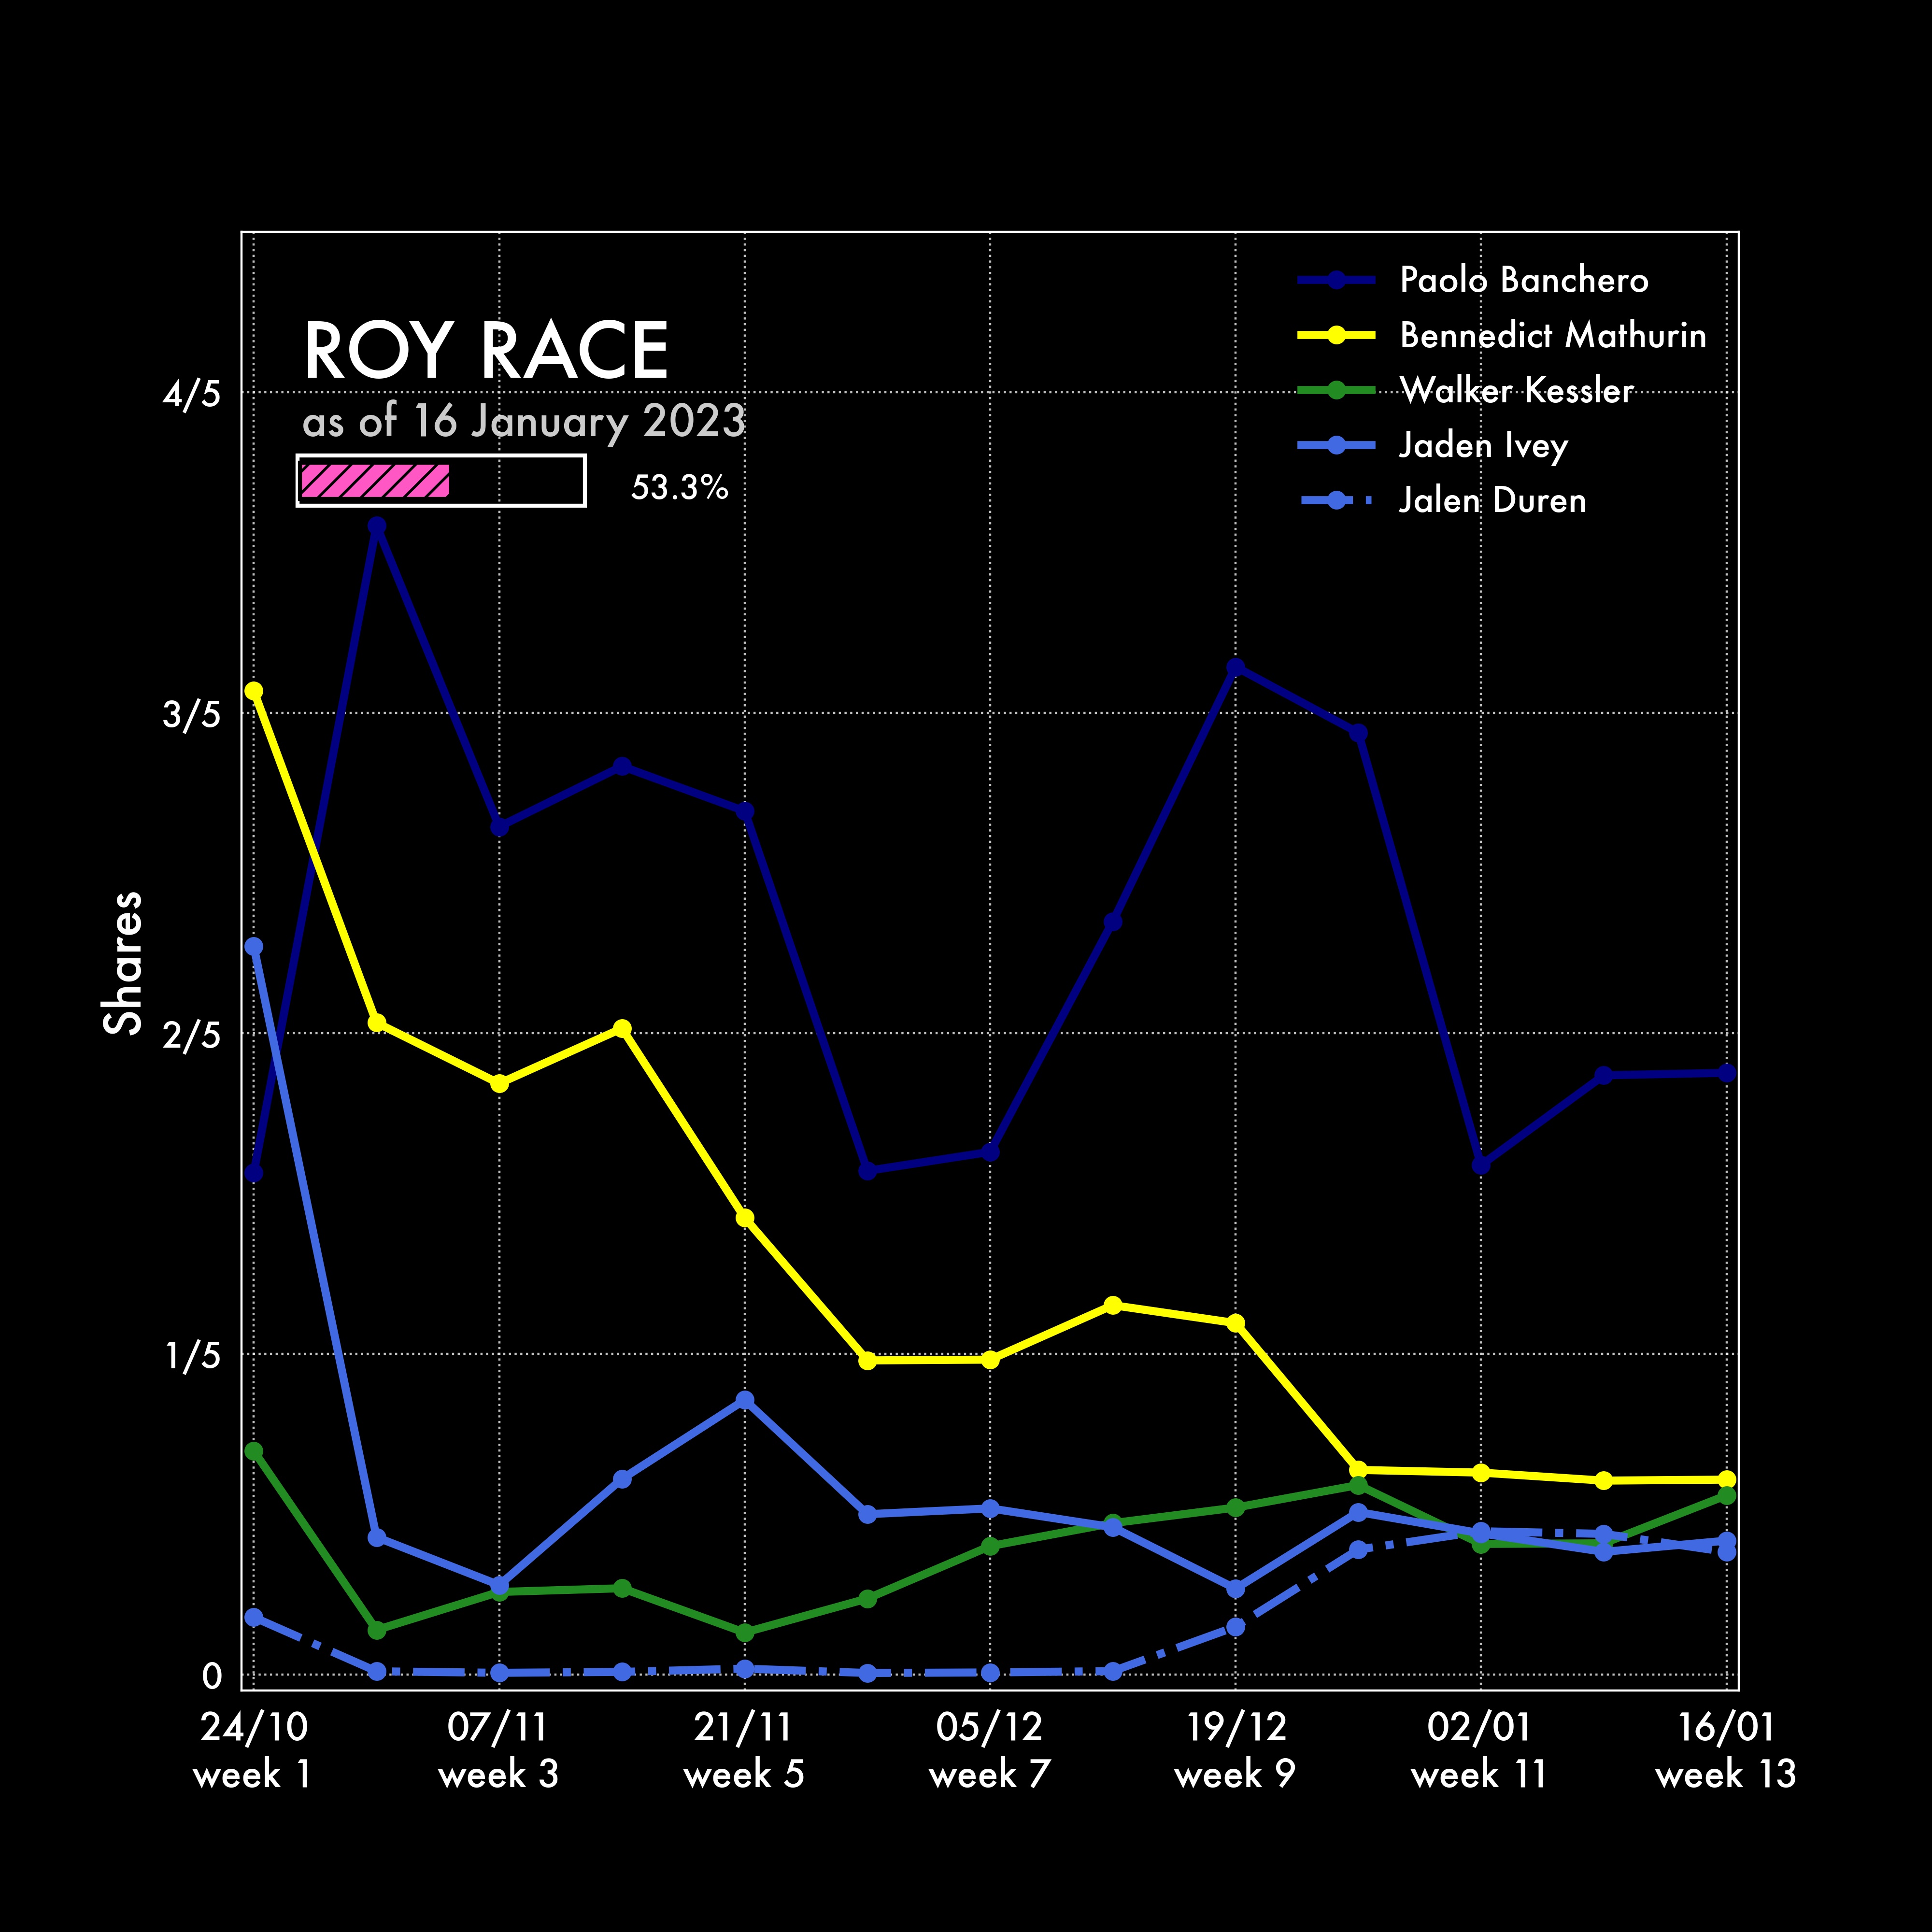 ROY RACE
as of 16 January 2023
53.3%
Paolo Banchero
Bennedict Mathurin
Walker Kessler
Jaden Ivey
Jalen Duren
Shares
4/5
3/5
2/5
1/5
0
24/10 07/11 21/11 05/12 19/12 02/01 16/01
week 1 week 3 week 5 week 7 week 9 week 11 week 13